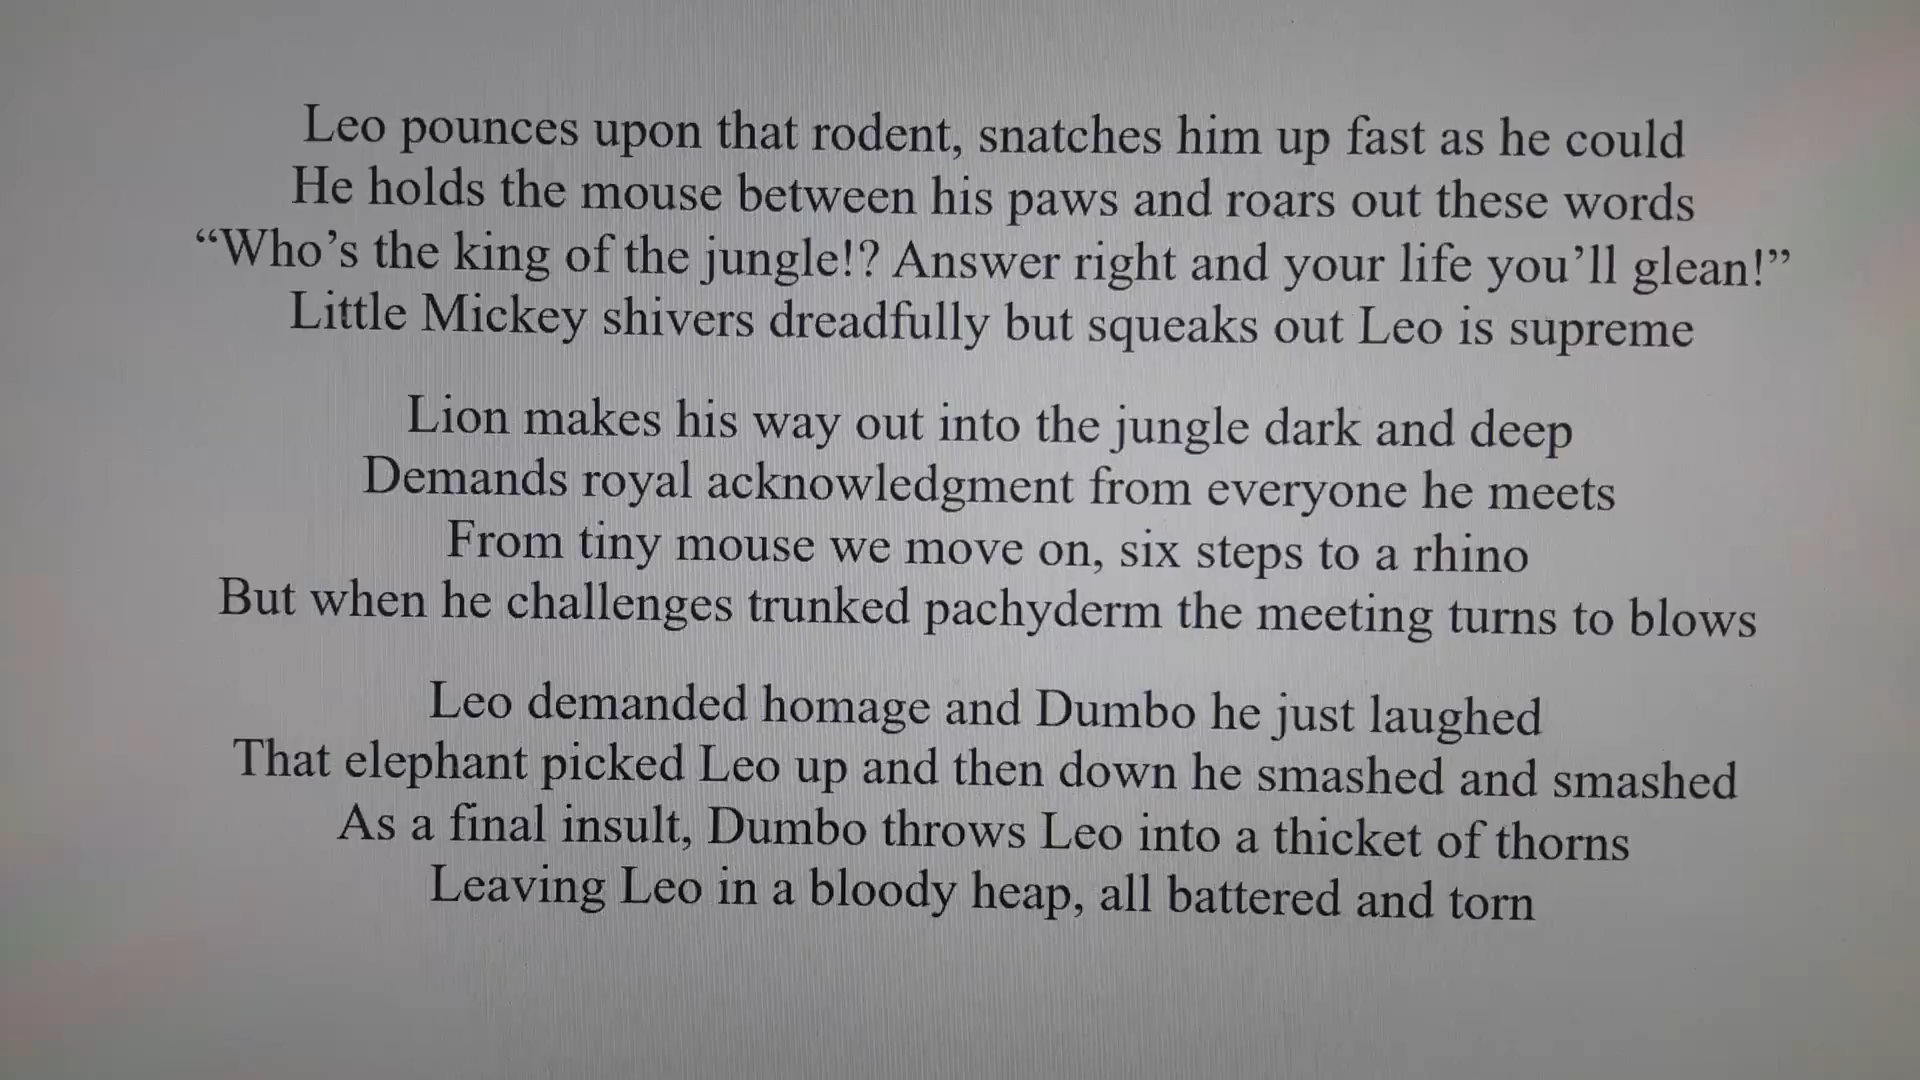 Leo pounces upon that rodent, snatches him up fast as he could
He holds the mouse between his paws and roars out these words
“Who’s the king of the jungle!? Answer right and your life you’ll glean!”
Little Mickey shivers dreadfully but squeaks out Leo is supreme
Lion makes his way out into the jungle dark and deep
Demands royal acknowledgment from everyone he meets
From tiny mouse we move on, six steps to a rhino
But when he challenges trunked pachyderm the meeting turns to blows
Leo demanded homage and Dumbo he just laughed
That elephant picked Leo up and then down he smashed and smashed
As a final insult, Dumbo throws Leo into a thicket of thorns
Leaving Leo in a bloody heap, all battered and torn